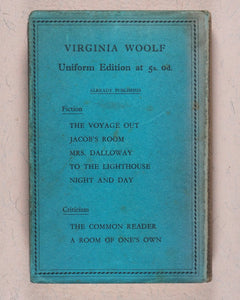 VIRGINIA WOOLF
Uniform Edition at 5s. 0d.
ALREADY PUBLISHED
Fiction
THE VOYAGE OUT
JACOB'S ROOM
MRS. DALLOWAY
TO THE LIGHTHOUSE
NIGHT AND DAY
Criticism
THE COMMON READER
A ROOM OF ONE'S OWN